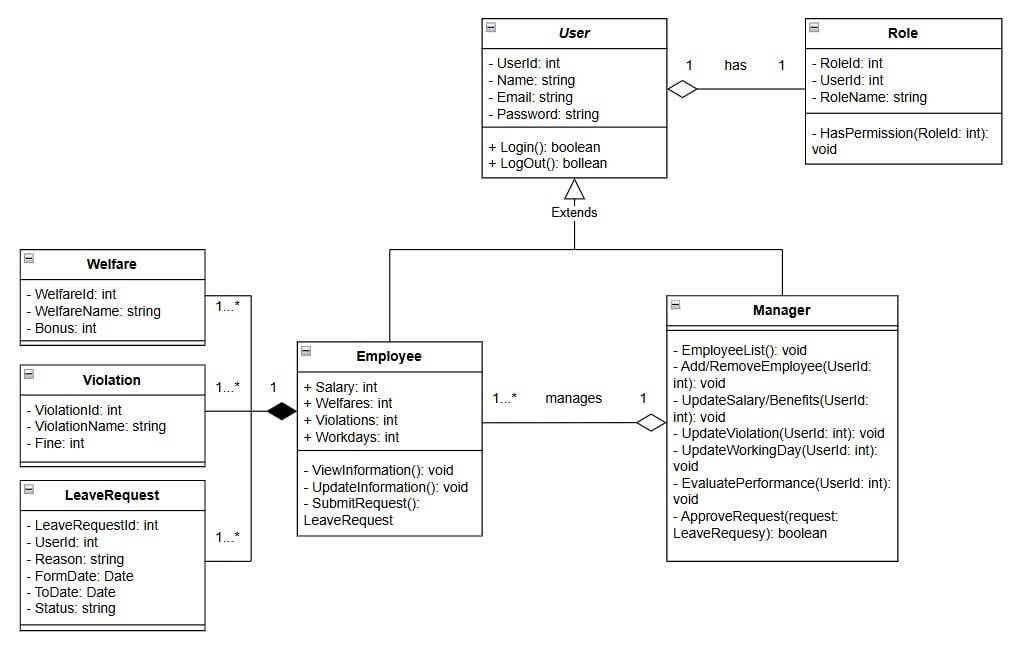 User
- UserId: int
- Name: string
- Email: string
- Password: string
+ Login(): boolean
+ LogOut(): bollean
1
has
1
Role
- RoleId: int
- UserId: int
- RoleName: string
- HasPermission(RoleId: int):
void
Extends
Welfare
- WelfareId: int
- WelfareName: string
- Bonus: int
1...*
Violation
- ViolationId: int
- ViolationName: string
- Fine: int
1...*
1
LeaveRequest
- LeaveRequestId: int
- UserId: int
- Reason: string
- FormDate: Date
- ToDate: Date
- Status: string
1...*
Employee
+ Salary: int
+ Welfares: int
+ Violations: int
+ Workdays: int
- ViewInformation(): void
- UpdateInformation(): void
- SubmitRequest():
LeaveRequest
1...*
manages
1
Manager
- EmployeeList(): void
- Add/RemoveEmployee(UserId:
int): void
- UpdateSalary/Benefits(UserId:
int): void
- UpdateViolation(UserId: int): void
- UpdateWorkingDay(UserId: int):
void
- EvaluatePerformance(UserId: int):
void
- ApproveRequest(request:
LeaveRequesy): boolean